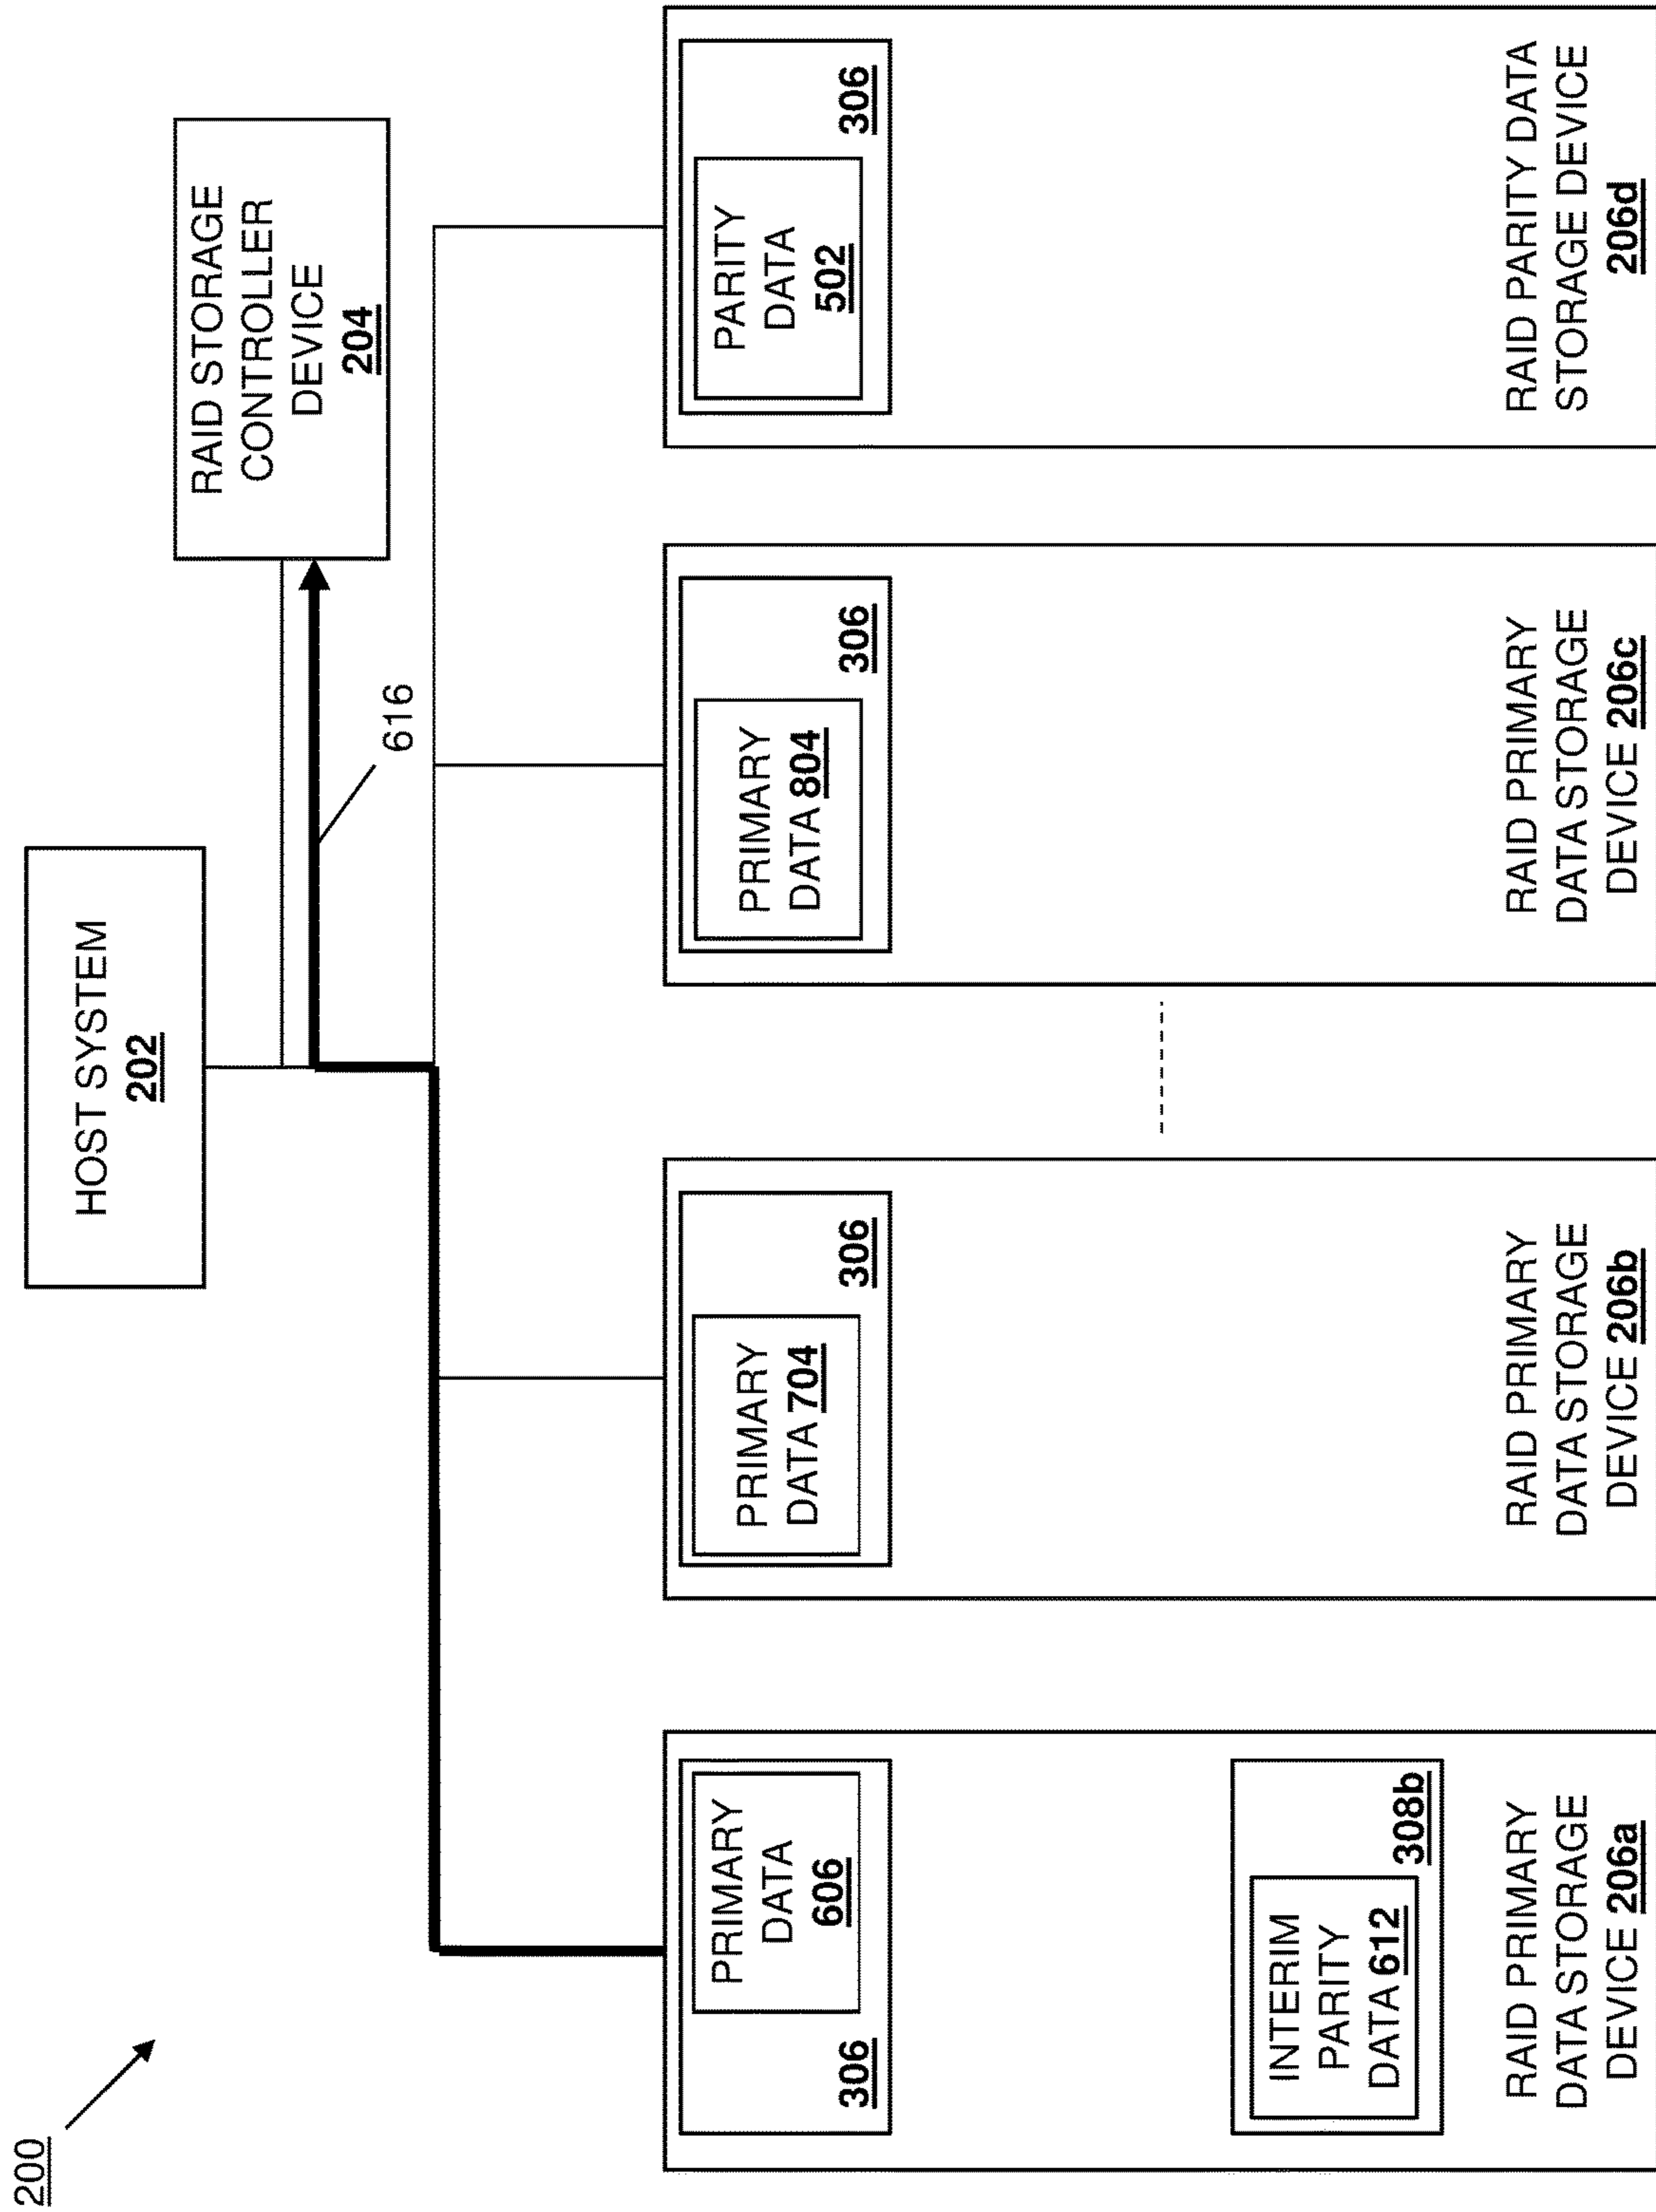 200
HOST SYSTEM
202
RAID STORAGE
CONTROLLER
DEVICE
204
616
PRIMARY
DATA
606
306
INTERIM
PARITY
DATA 612
308b
RAID PRIMARY
DATA STORAGE
DEVICE 206a
PRIMARY
DATA 704
306
RAID PRIMARY
DATA STORAGE
DEVICE 206b
PRIMARY
DATA 804
306
RAID PRIMARY
DATA STORAGE
DEVICE 206c
PARITY
DATA
502
306
RAID PARITY DATA
STORAGE DEVICE
206d